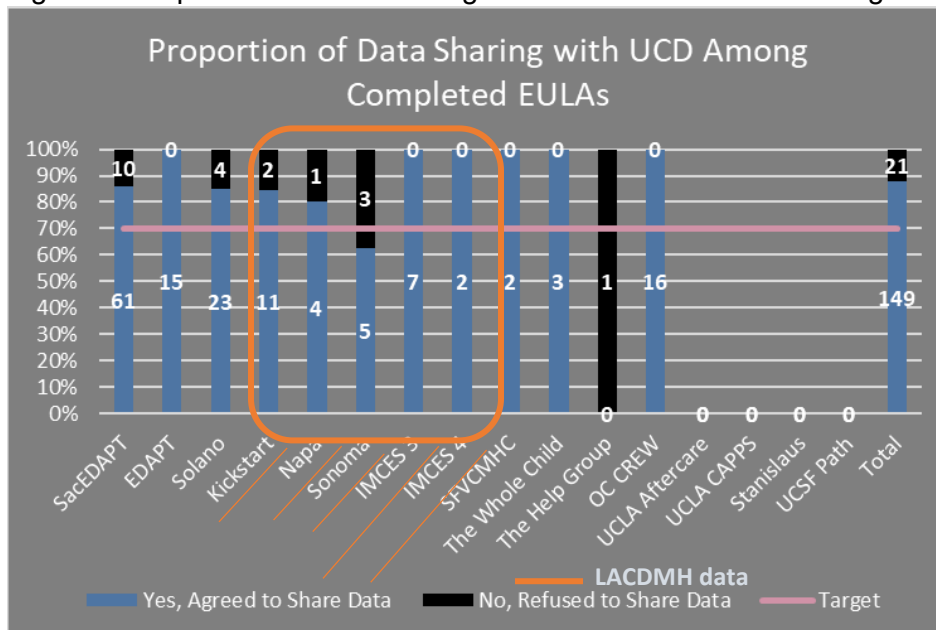 Proportion of Data Sharing with UCD Among
Completed EULAs
100%
90%
80%
70%
60%
50%
40%
30%
20%
10%
0%
10 0 4 2 1 3 0 0 0 0 1 0 21
61 15 23 11 4 5 7 2 2 3 0 16 0 0 0 0 149
SacEDAPT
EDAPT
Solano
Kickstart
Napa
Sonoma
IMCES 3
IMCES 4
SFVCMHC
The Whole Child
The Help Group
OC CREW
UCLA Aftercare
UCLA CAPPS
Stanislaus
UCSF Path
Total
LACDMH data
Yes, Agreed to Share Data No, Refused to Share Data Target